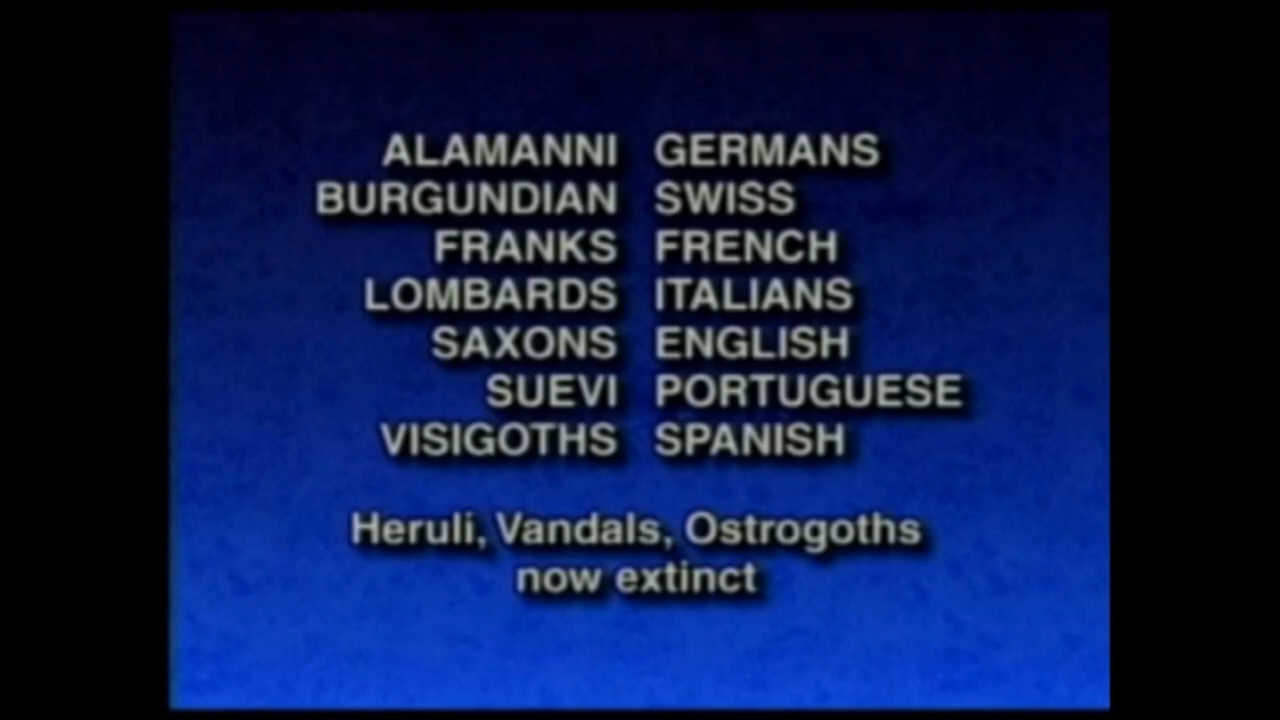 ALAMANNI GERMANS
BURGUNDIAN SWISS
FRANKS FRENCH
LOMBARDS ITALIANS
SAXONS ENGLISH
SUEVI PORTUGUESE
VISIGOTHS SPANISH
Heruli, Vandals, Ostrogoths
now extinct